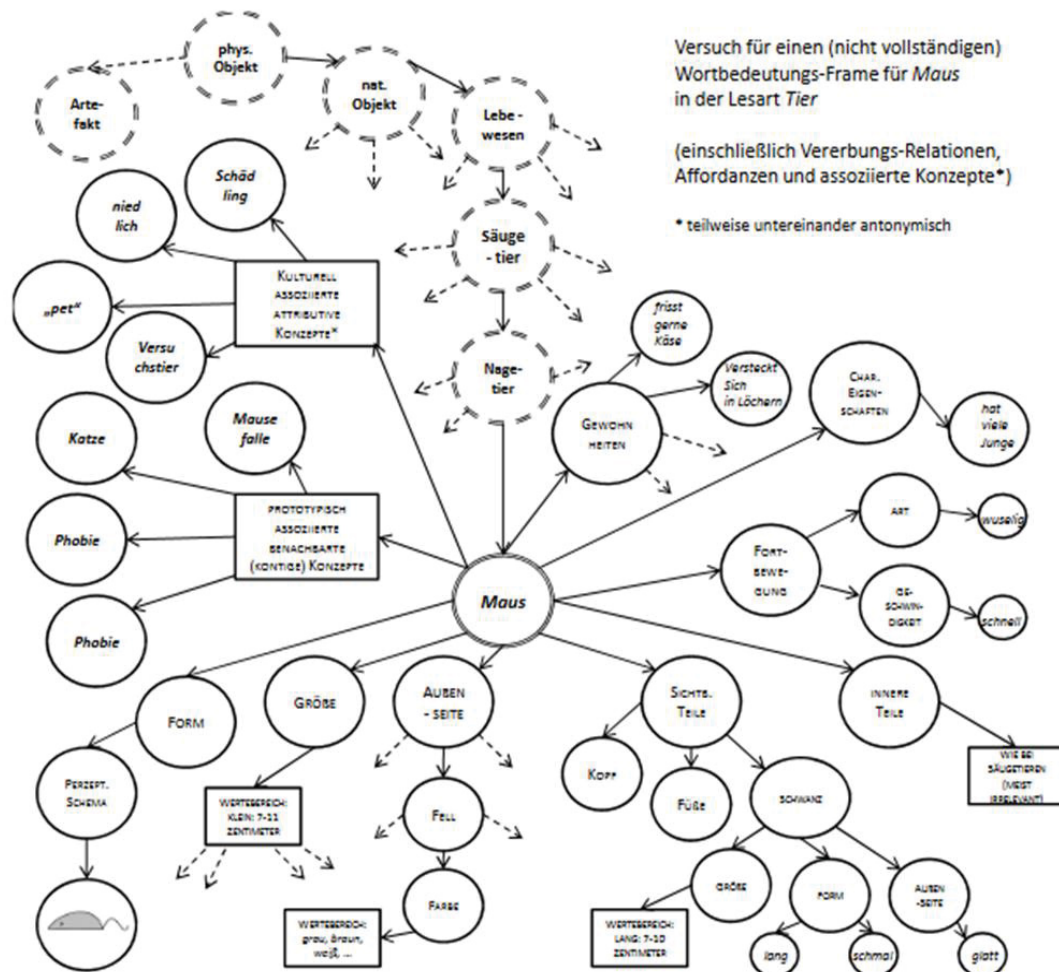 phys.
Objekt
Arte-
fakt
nat.
Objekt
Lebe-
wesen
Versuch für einen (nicht vollständigen)
Wortbedeutungs-Frame für Maus
in der Lesart Tier
(einschließlich Vererbungs-Relationen,
Affordanzen und assoziierte Konzepte*)
* teilweise untereinander antonymisch
Schäd
ling
nied
lich
„pet“
Versu
chstier
KULTURELL
ASSOZIIERTE
ATTRIBUTIVE
KONZEPTE*
Säuge
- tier
Nage-
tier
frisst
gerne
Käse
Versteckt
Sich
in Löchern
GEWOHN
HEITEN
CHAR.
EIGEN-
SCHAFTEN
hat
viele
Junge
Katze
Mause
falle
Phobie
Phobie
PROTOTYPISCH
ASSOZIIERTE
BENACHBARTE
(KONTIGE) KONZEPTE
Maus
FORT-
BEWE-
GUNG
ART
wuselig
GE-
SCHWIN-
DIGKEIT
schnell
FORM
GRÖßE
AUßEN
- SEITE
SICHTB.
TEILE
INNERE
TEILE
PERZEPT.
SCHEMA
WERTEBEREICH:
KLEIN: 7-11
ZENTIMETER
FELL
FARBE
WERTEBEREICH:
grau, braun,
weiß, ...
KOPF
FÜßE
SCHWANZ
WIE BEI
SÄUGETIEREN
(MEIST
IRRELEVANT)
GRÖßE
FORM
AUßEN
-SEITE
WERTEBEREICH:
LANG: 7-10
ZENTIMETER
lang
schmal
glatt